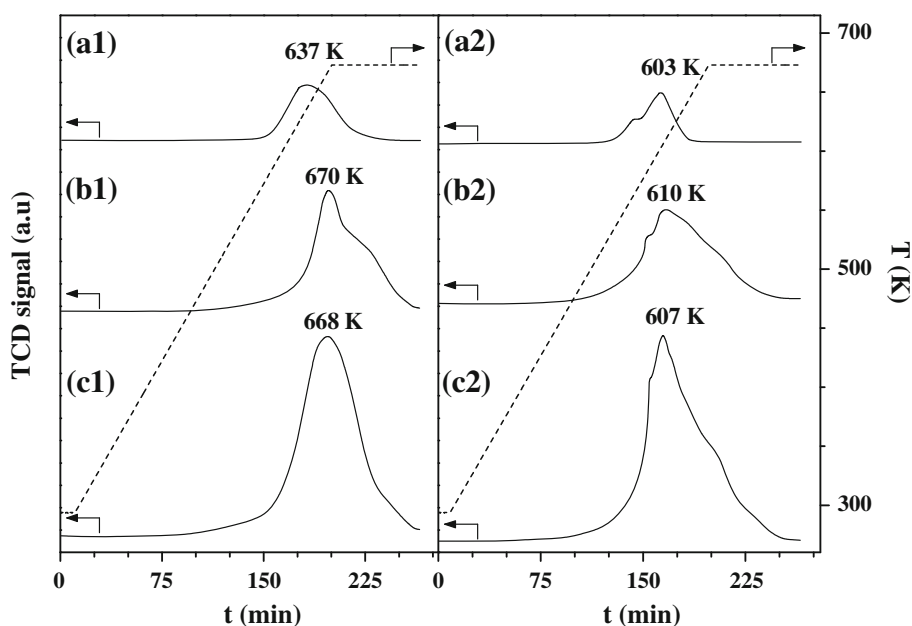 (a1)
637 K
(a2)
603 K
700
(b1)
670 K
(b2)
610 K
500
(c1)
668 K
(c2)
607 K
300
TCD signal (a.u)
T (K)
0
75
150
225
0
75
150
225
t (min)
t (min)